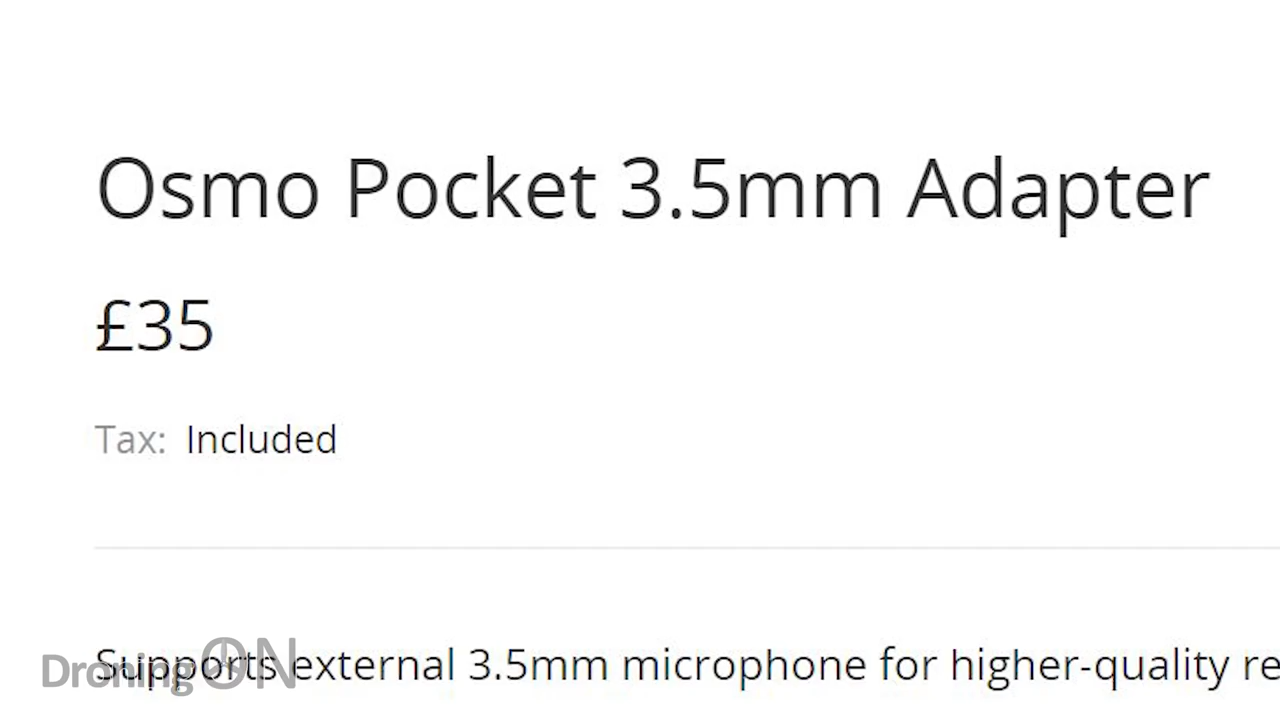 Osmo Pocket 3.5mm Adapter
£35
Tax: Included
Supports external 3.5mm microphone for higher-quality re
DroningON